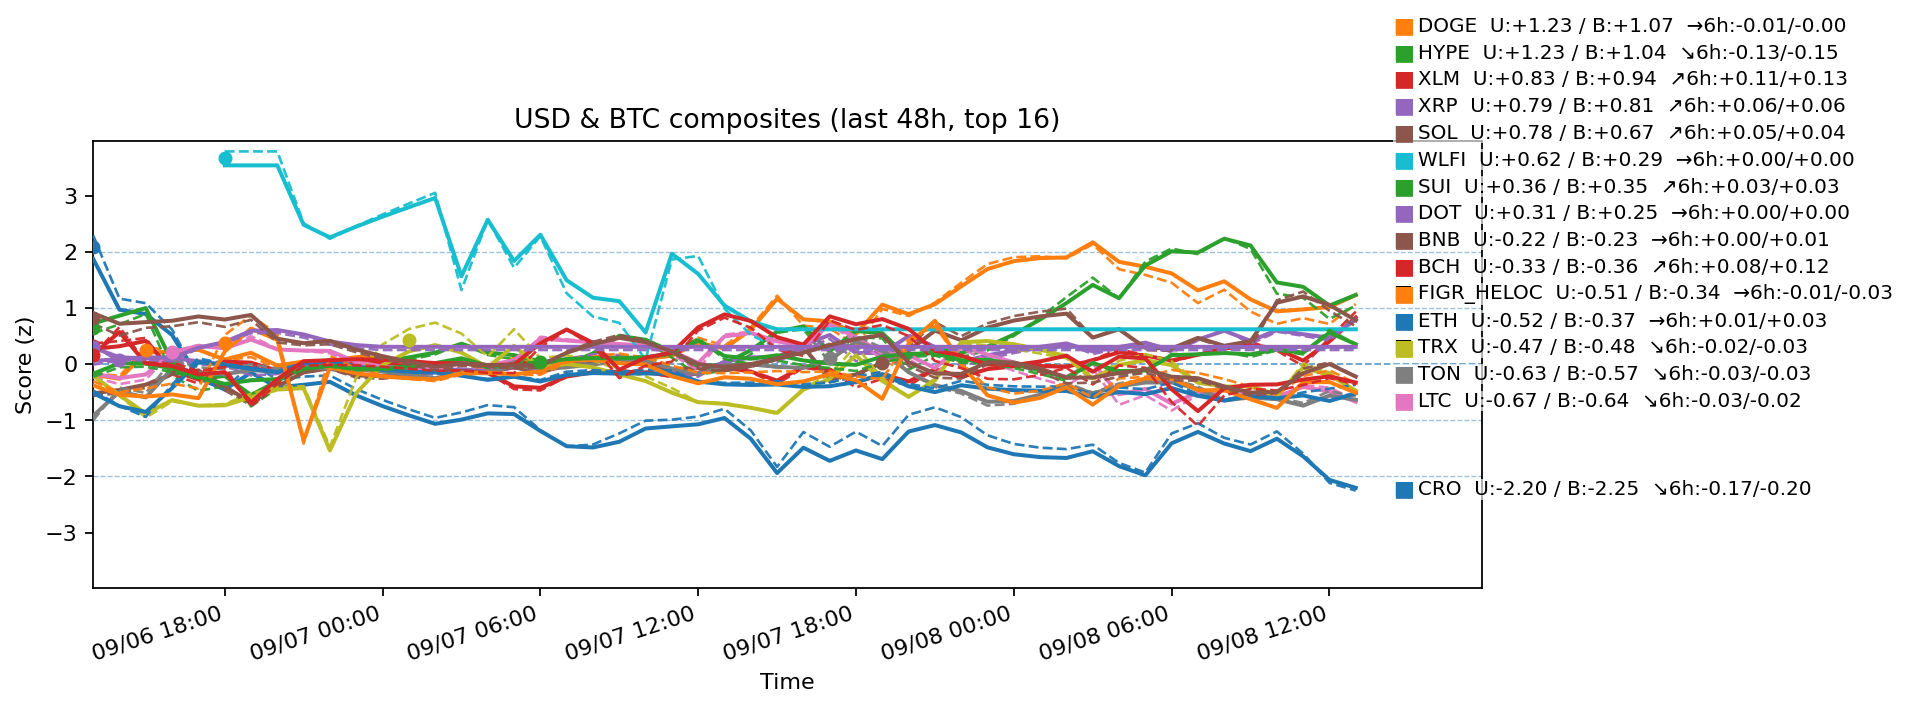 DOGE U:+1.23 / B:+1.07 →6h:-0.01/-0.00
HYPE U:+1.23 / B:+1.04 ↘6h:-0.13/-0.15
XLM U:+0.83 / B:+0.94 ↗6h:+0.11/+0.13
XRP U:+0.79 / B:+0.81 ↗6h:+0.06/+0.06
USD & BTC composites (last 48h, top 16)
SOL U:+0.78 / B:+0.67 ↗6h:+0.05/+0.04
WLFI U:+0.62 / B:+0.29 →6h:+0.00/+0.00
SUI U:+0.36 / B:+0.35 ↗6h:+0.03/+0.03
DOT U:+0.31 / B:+0.25 →6h:+0.00/+0.00
BNB U:-0.22 / B:-0.23 →6h:+0.00/+0.01
BCH U:-0.33 / B:-0.36 ↗6h:+0.08/+0.12
FIGR_HELOC U:-0.51 / B:-0.34 →6h:-0.01/-0.03
ETH U:-0.52 / B:-0.37 →6h:+0.01/+0.03
TRX U:-0.47 / B:-0.48 ↘6h:-0.02/-0.03
TON U:-0.63 / B:-0.57 ↘6h:-0.03/-0.03
LTC U:-0.67 / B:-0.64 ↘6h:-0.03/-0.02
CRO U:-2.20 / B:-2.25 ↘6h:-0.17/-0.20
Score (z)
3
2
1
0
−1
−2
−3
09/06 18:00
09/07 00:00
09/07 06:00
09/07 12:00
09/07 18:00
09/08 00:00
09/08 06:00
09/08 12:00
Time